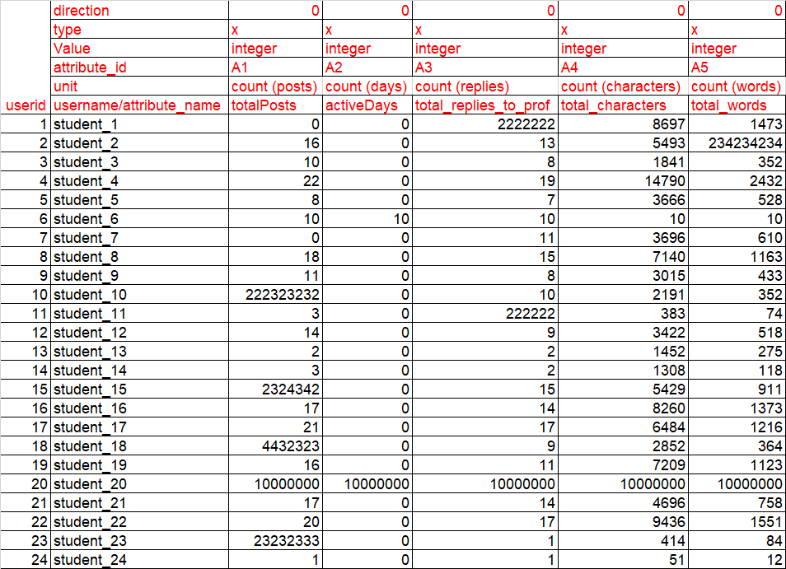 direction 0 0 0 0 0
type x x x x x
Value integer integer integer integer integer
attribute_id A1 A2 A3 A4 A5
unit count (posts) count (days) count (replies) count (characters) count (words)
userid username/attribute_name totalPosts activeDays total_replies_to_prof total_characters total_words
1 student_1 0 0 2222222 8697 1473
2 student_2 16 0 13 5493 234234234
3 student_3 10 0 8 1841 352
4 student_4 22 0 19 14790 2432
5 student_5 8 0 7 3666 528
6 student_6 10 10 10 10 10
7 student_7 0 0 11 3696 610
8 student_8 18 0 15 7140 1163
9 student_9 11 0 8 3015 433
10 student_10 222323232 0 10 2191 352
11 student_11 3 0 222222 383 74
12 student_12 14 0 9 3422 518
13 student_13 2 0 2 1452 275
14 student_14 3 0 2 1308 118
15 student_15 2324342 0 15 5429 911
16 student_16 17 0 14 8260 1373
17 student_17 21 0 17 6484 1216
18 student_18 4432323 0 9 2852 364
19 student_19 16 0 11 7209 1123
20 student_20 10000000 10000000 10000000 10000000 10000000
21 student_21 17 0 14 4696 758
22 student_22 20 0 17 9436 1551
23 student_23 23232333 0 1 414 84
24 student_24 1 0 1 51 12